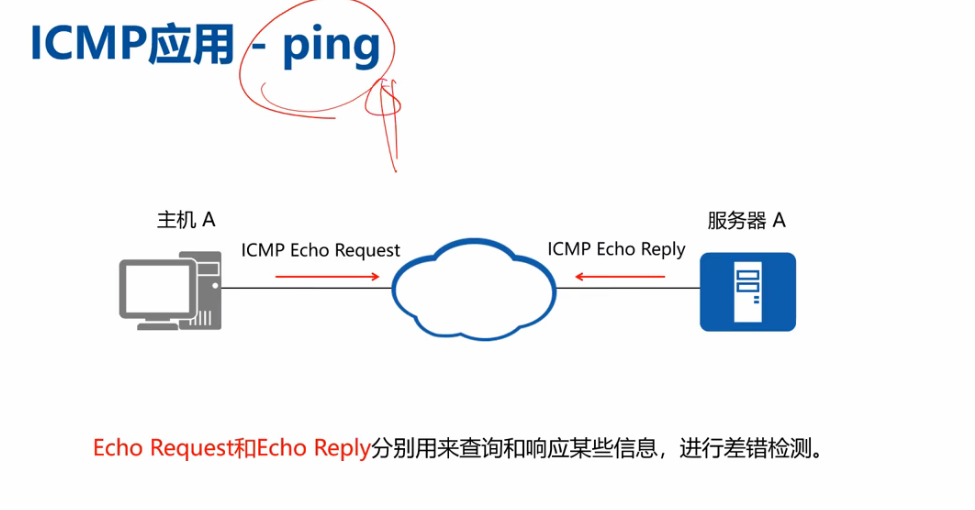 ICMP应用 - ping
主机 A
服务器 A
ICMP Echo Request
ICMP Echo Reply
Echo Request和Echo Reply分别用来查询和响应某些信息，进行差错检测。